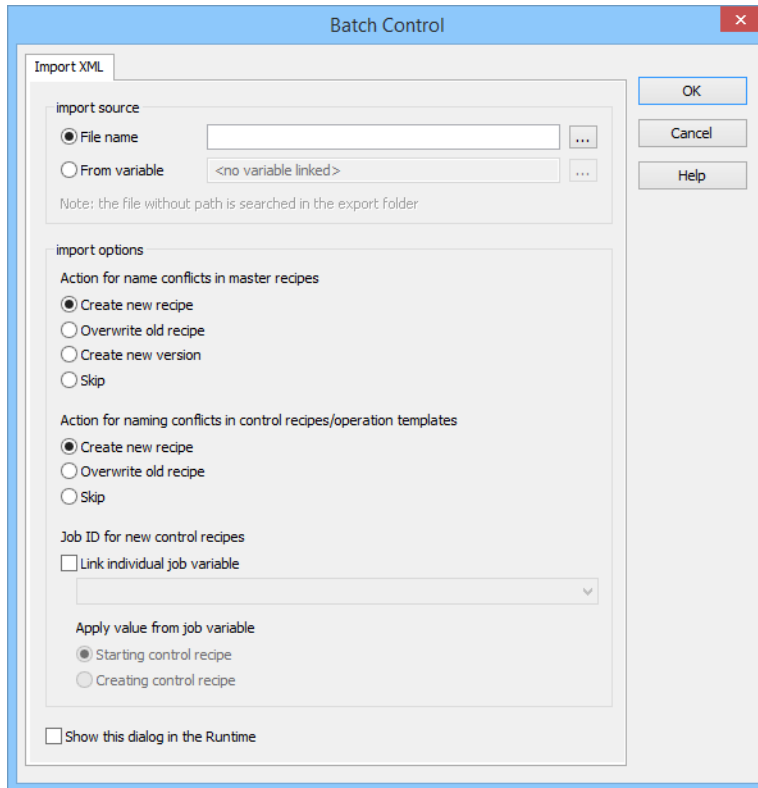 Batch Control
Import XML
OK
Cancel
Help
import source
File name
...
From variable
<no variable linked>
...
Note: the file without path is searched in the export folder
import options
Action for name conflicts in master recipes
Create new recipe
Overwrite old recipe
Create new version
Skip
Action for naming conflicts in control recipes/operation templates
Create new recipe
Overwrite old recipe
Skip
Job ID for new control recipes
Link individual job variable
Apply value from job variable
Starting control recipe
Creating control recipe
Show this dialog in the Runtime